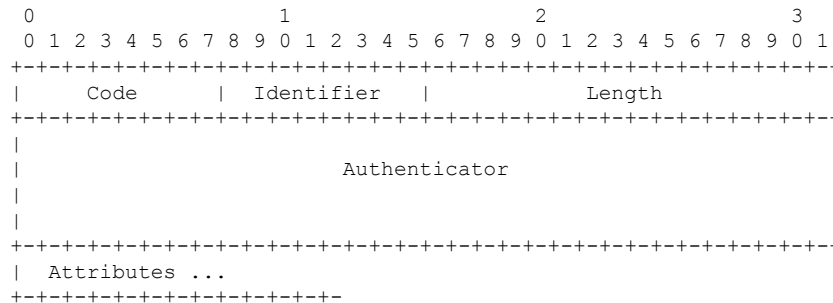 0                   1                   2                   3
 0 1 2 3 4 5 6 7 8 9 0 1 2 3 4 5 6 7 8 9 0 1 2 3 4 5 6 7 8 9 0 1
+-+-+-+-+-+-+-+-+-+-+-+-+-+-+-+-+-+-+-+-+-+-+-+-+-+-+-+-+-+-+-+-
|     Code      |  Identifier   |            Length
+-+-+-+-+-+-+-+-+-+-+-+-+-+-+-+-+-+-+-+-+-+-+-+-+-+-+-+-+-+-+-+-
|
|                         Authenticator
|
|
+-+-+-+-+-+-+-+-+-+-+-+-+-+-+-+-+-+-+-+-+-+-+-+-+-+-+-+-+-+-+-+-
|  Attributes ...
+-+-+-+-+-+-+-+-+-+-+-+-+-